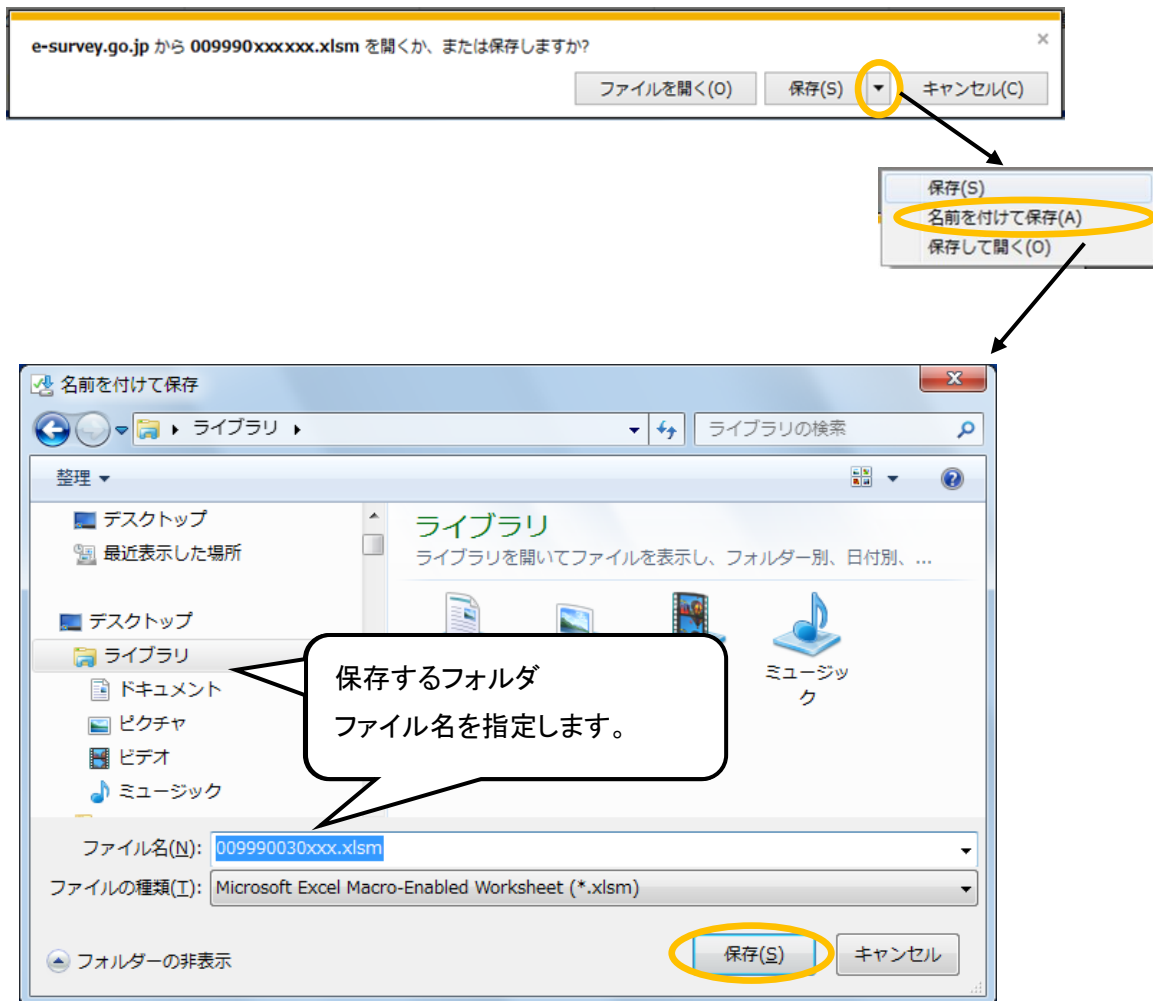 e-survey.go.jp から 009990xxxxxx.xlsm を開くか、または保存しますか?
ファイルを開く(O)
保存(S)
キャンセル(C)
保存(S)
名前を付けて保存(A)
保存して開く(O)
名前を付けて保存
ライブラリ
ライブラリの検索
整理
デスクトップ
最近表示した場所
デスクトップ
ライブラリ
ドキュメント
ピクチャ
ビデオ
ミュージック
ライブラリ
ライブラリを開いてファイルを表示し、フォルダー別、日付別、...
ミュージッ
ク
保存するフォルダ
ファイル名を指定します。
ファイル名(N): 009990030xxx.xlsm
ファイルの種類(T): Microsoft Excel Macro-Enabled Worksheet (*.xlsm)
フォルダーの非表示
保存(S)
キャンセル